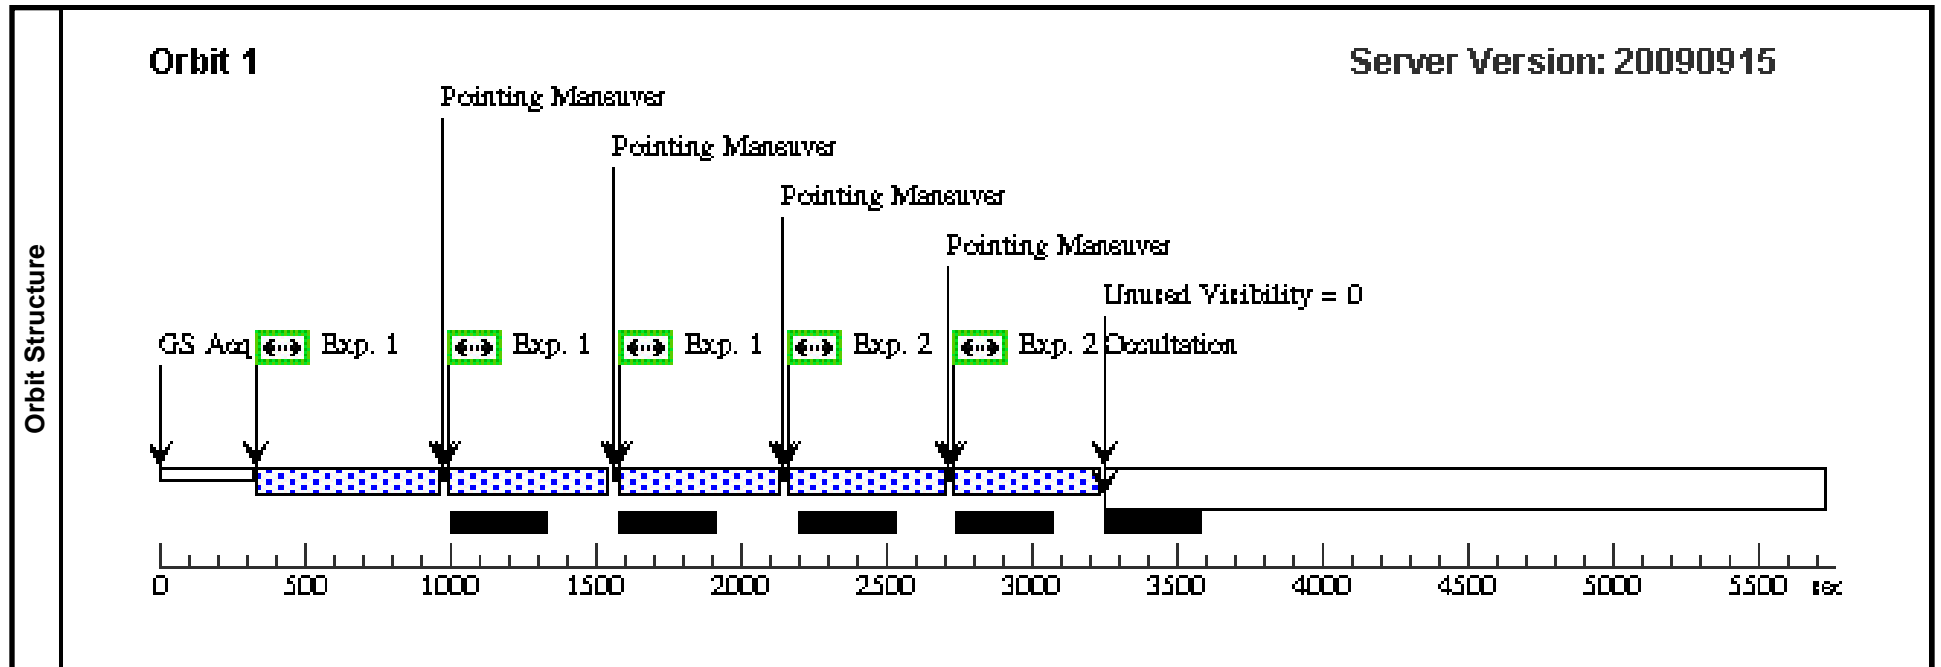 Orbit Structure
Orbit 1
Server Version: 20090915
Pointing Maneuver
Pointing Maneuver
Pointing Maneuver
Pointing Maneuver
Unused Visibility = 0
GS Acq
Exp. 1
Exp. 1
Exp. 1
Exp. 2
Exp. 2
Occultation
0 500 1000 1500 2000 2500 3000 3500 4000 4500 5000 5500 sec